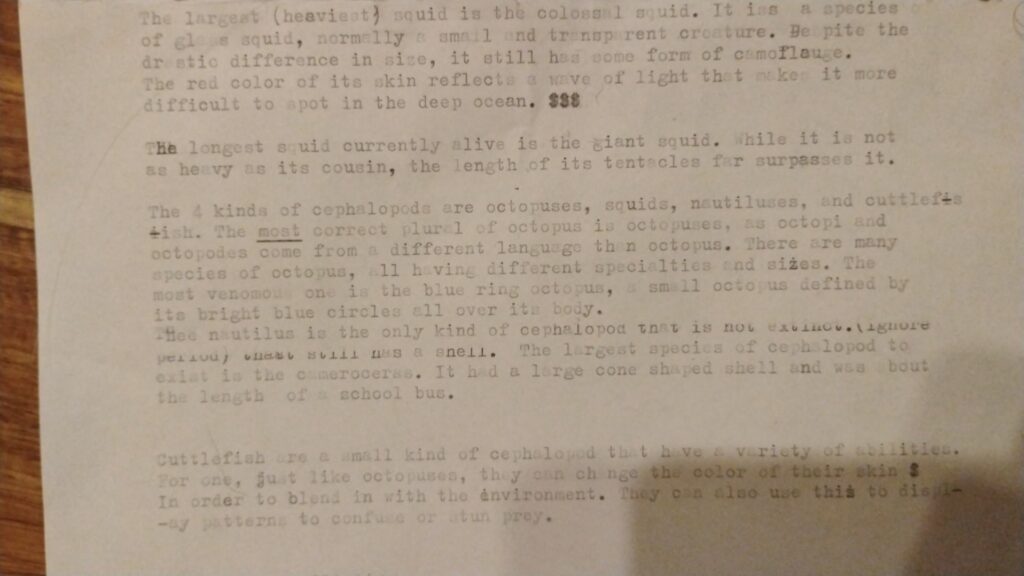 The largest (heaviest) squid is the colossal squid. It iss a species
of glass squid, normally a small and transparent creature. Despite the
drastic difference in size, it still has some form of camoflauge.
The red color of its skin reflects a wave of light that makes it more
difficult to spot in the deep ocean. $$$
The longest squid currently alive is the giant squid. While it is not
as heavy as its cousin, the length of its tentacles far surpasses it.
The 4 kinds of cephalopods are octopuses, squids, nautiluses, and cuttlefis
fish. The most correct plural of octopus is octopuses, as octopi and
octopodes come from a different language than octopus. There are many
species of octopus, all having different specialties and sizes. The
most venomous one is the blue ring octopus, a small octopus defined by
its bright blue circles all over its body.
Thee nautilus is the only kind of cephalopod that is not extinct.(ignore
period) thast still has a shell. The largest species of cephalopod to
exist is the cameroceras. It had a large cone shaped shell and was about
the length of a school bus.
Cuttlefish are a small kind of cephalopod that have a variety of abilities.
For one, just like octopuses, they can change the color of their skin $
In order to blend in with the environment. They can also use this to displ-
-ay patterns to confuse or stun prey.